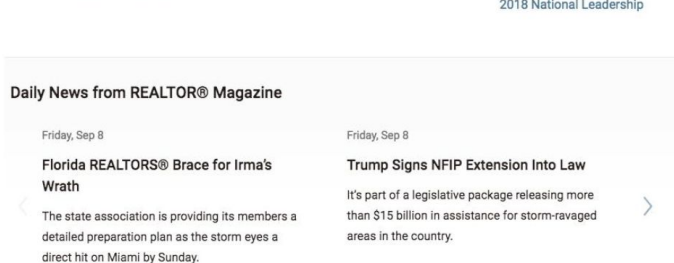 2018 National Leadership
Daily News from REALTOR® Magazine
Friday, Sep 8
Florida REALTORS® Brace for Irma's
Wrath
The state association is providing its members a
detailed preparation plan as the storm eyes a
direct hit on Miami by Sunday.
Friday, Sep 8
Trump Signs NFIP Extension Into Law
It's part of a legislative package releasing more
than $15 billion in assistance for storm-ravaged
areas in the country.